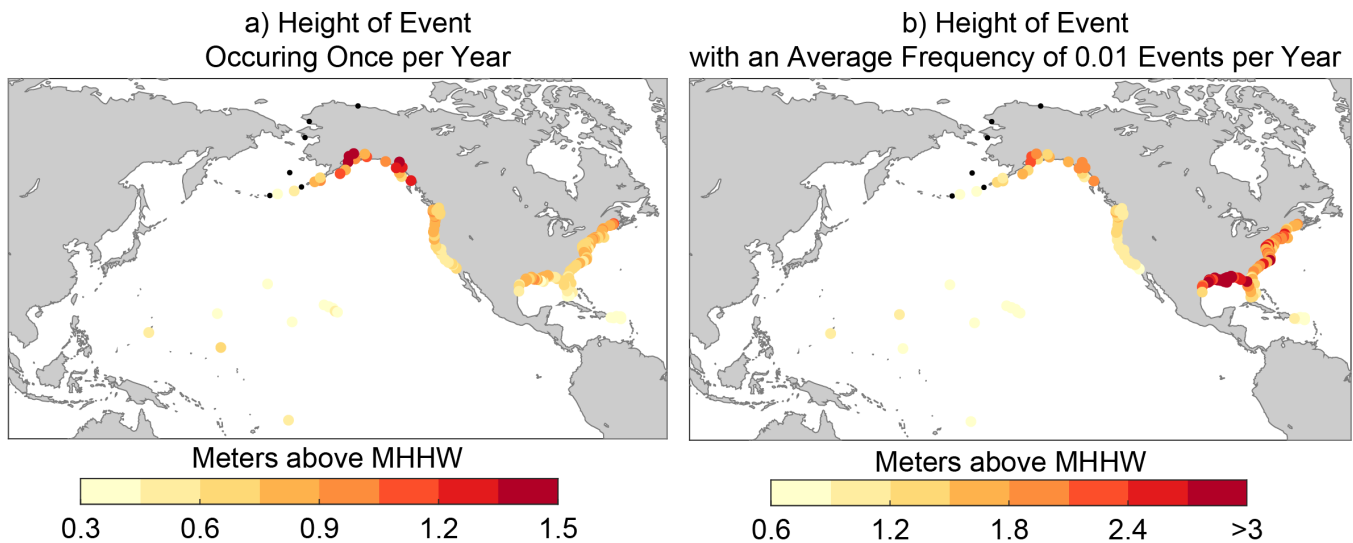 a) Height of Event
Occuring Once per Year
b) Height of Event
with an Average Frequency of 0.01 Events per Year
Meters above MHHW
0.3 0.6 0.9 1.2 1.5
Meters above MHHW
0.6 1.2 1.8 2.4 >3